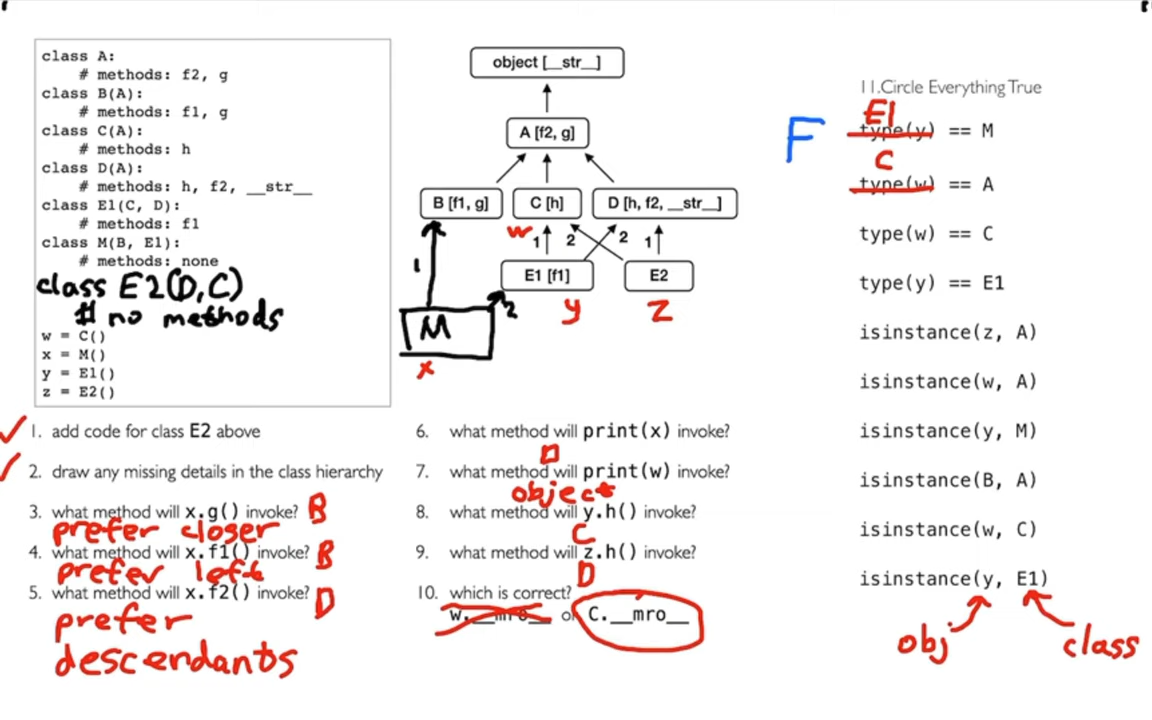 class A:
# methods: f2, g
class B(A):
# methods: f1, g
class C(A):
# methods: h
class D(A):
# methods: h, f2, __str__
class E1(C, D):
# methods: f1
class M(B, E1):
# methods: none
class E2(D,C)
# no methods
w = C()
x = M()
y = E1()
z = E2()
object [__str__]
A [f2, g]
B [f1, g]
C [h]
D [h, f2, __str__]
w
1
2
2
1
E1 [f1]
E2
1
2
M
x
y
z
1. add code for class E2 above
2. draw any missing details in the class hierarchy
3. what method will x.g() invoke? B
prefer closer
4. what method will x.f1() invoke? B
prefer left
5. what method will x.f2() invoke? D
prefer
descendants
6. what method will print(x) invoke?
D
7. what method will print(w) invoke?
object
8. what method will y.h() invoke?
C
9. what method will z.h() invoke?
D
10. which is correct?
w.__mro__ or C.__mro__
11.Circle Everything True
E1
F type(y) == M
C
type(w) == A
type(w) == C
type(y) == E1
isinstance(z, A)
isinstance(w, A)
isinstance(y, M)
isinstance(B, A)
isinstance(w, C)
isinstance(y, E1)
obj class